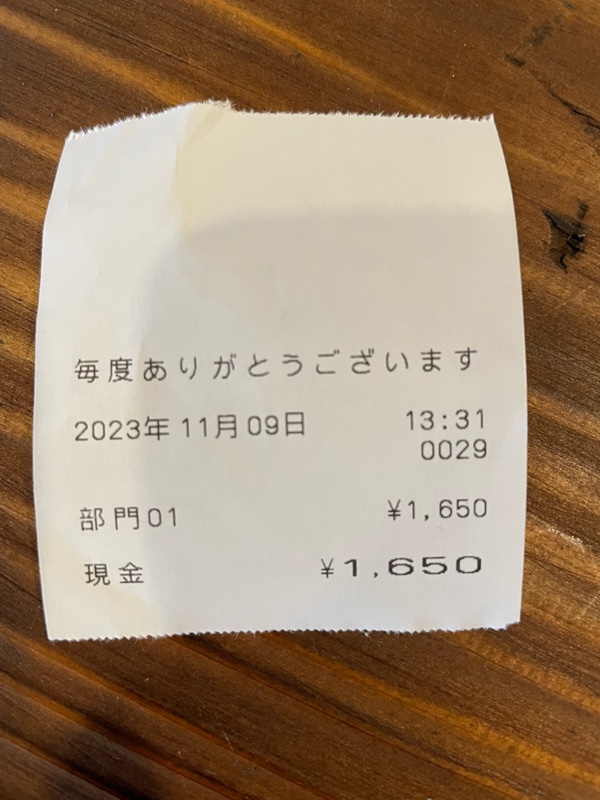 毎度ありがとうございます
2023年11月09日 13:31
0029
部門01 ¥1,650
現金 ¥1,650